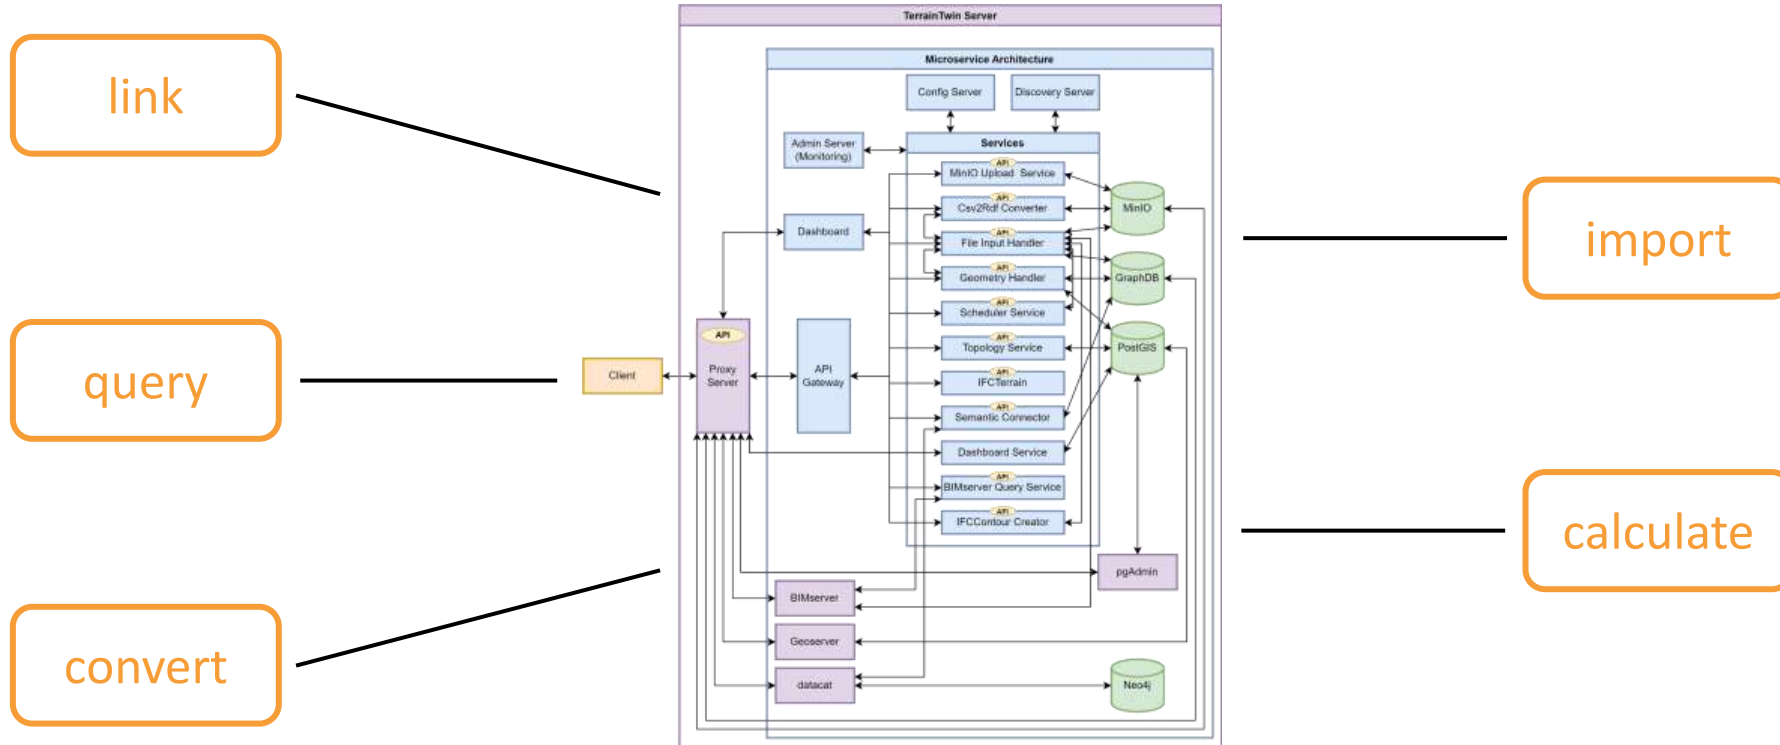 TerrainTwin Server
Microservice Architecture
link
Config Server
Discovery Server
Admin Server
(Monitoring)
Services
API
MinIO Upload Service
API
Csv2Rdf Converter
MinIO
Dashboard
API
File Input Handler
import
API
Geometry Handler
GraphDB
API
Scheduler Service
API
API
Topology Service
PostGIS
query
Client
Proxy
Server
API
Gateway
API
IFCTerrain
API
Semantic Connector
Dashboard Service
API
BIMserver Query Service
API
IFCContour Creator
calculate
pgAdmin
BIMserver
Geoserver
convert
datacat
Neo4j